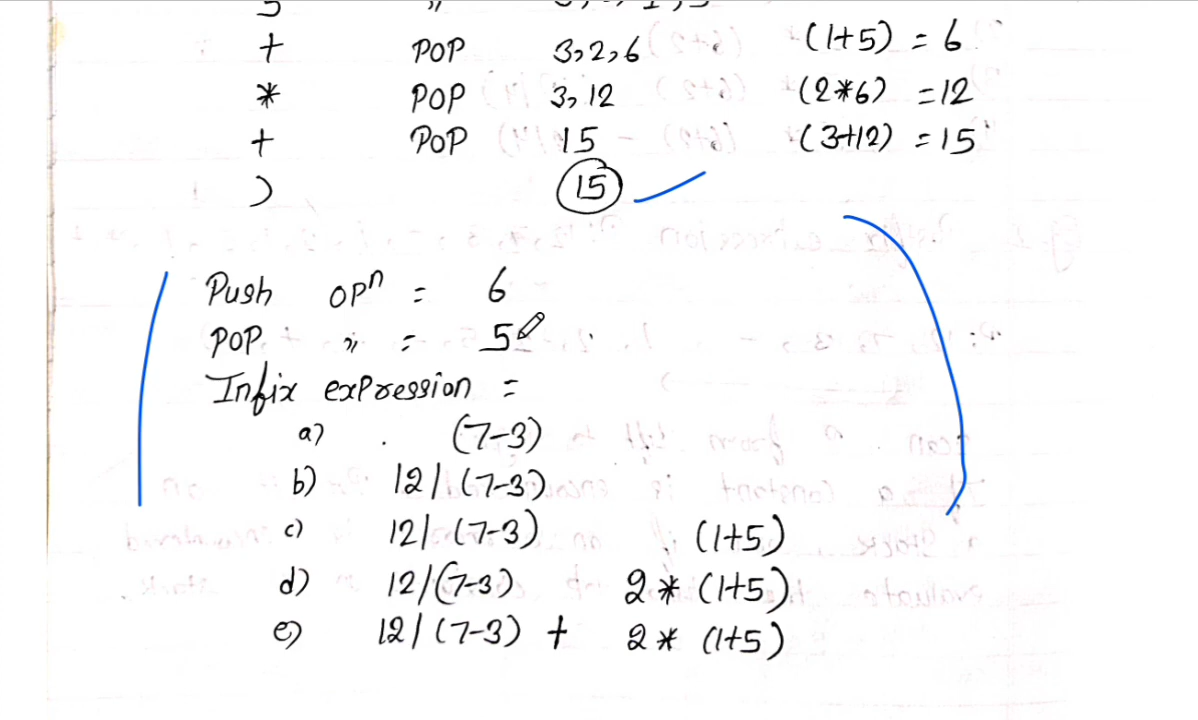 + POP 3,2,6 (1+5) = 6
* POP 3,12 (2*6) =12
+ POP 15 (3+12) =15
) 15
Push opn = 6
POP " = 5
Infix expression =
a) (7-3)
b) 12/(7-3)
c) 12/(7-3) (1+5)
d) 12/(7-3) 2*(1+5)
e) 12/(7-3) + 2*(1+5)